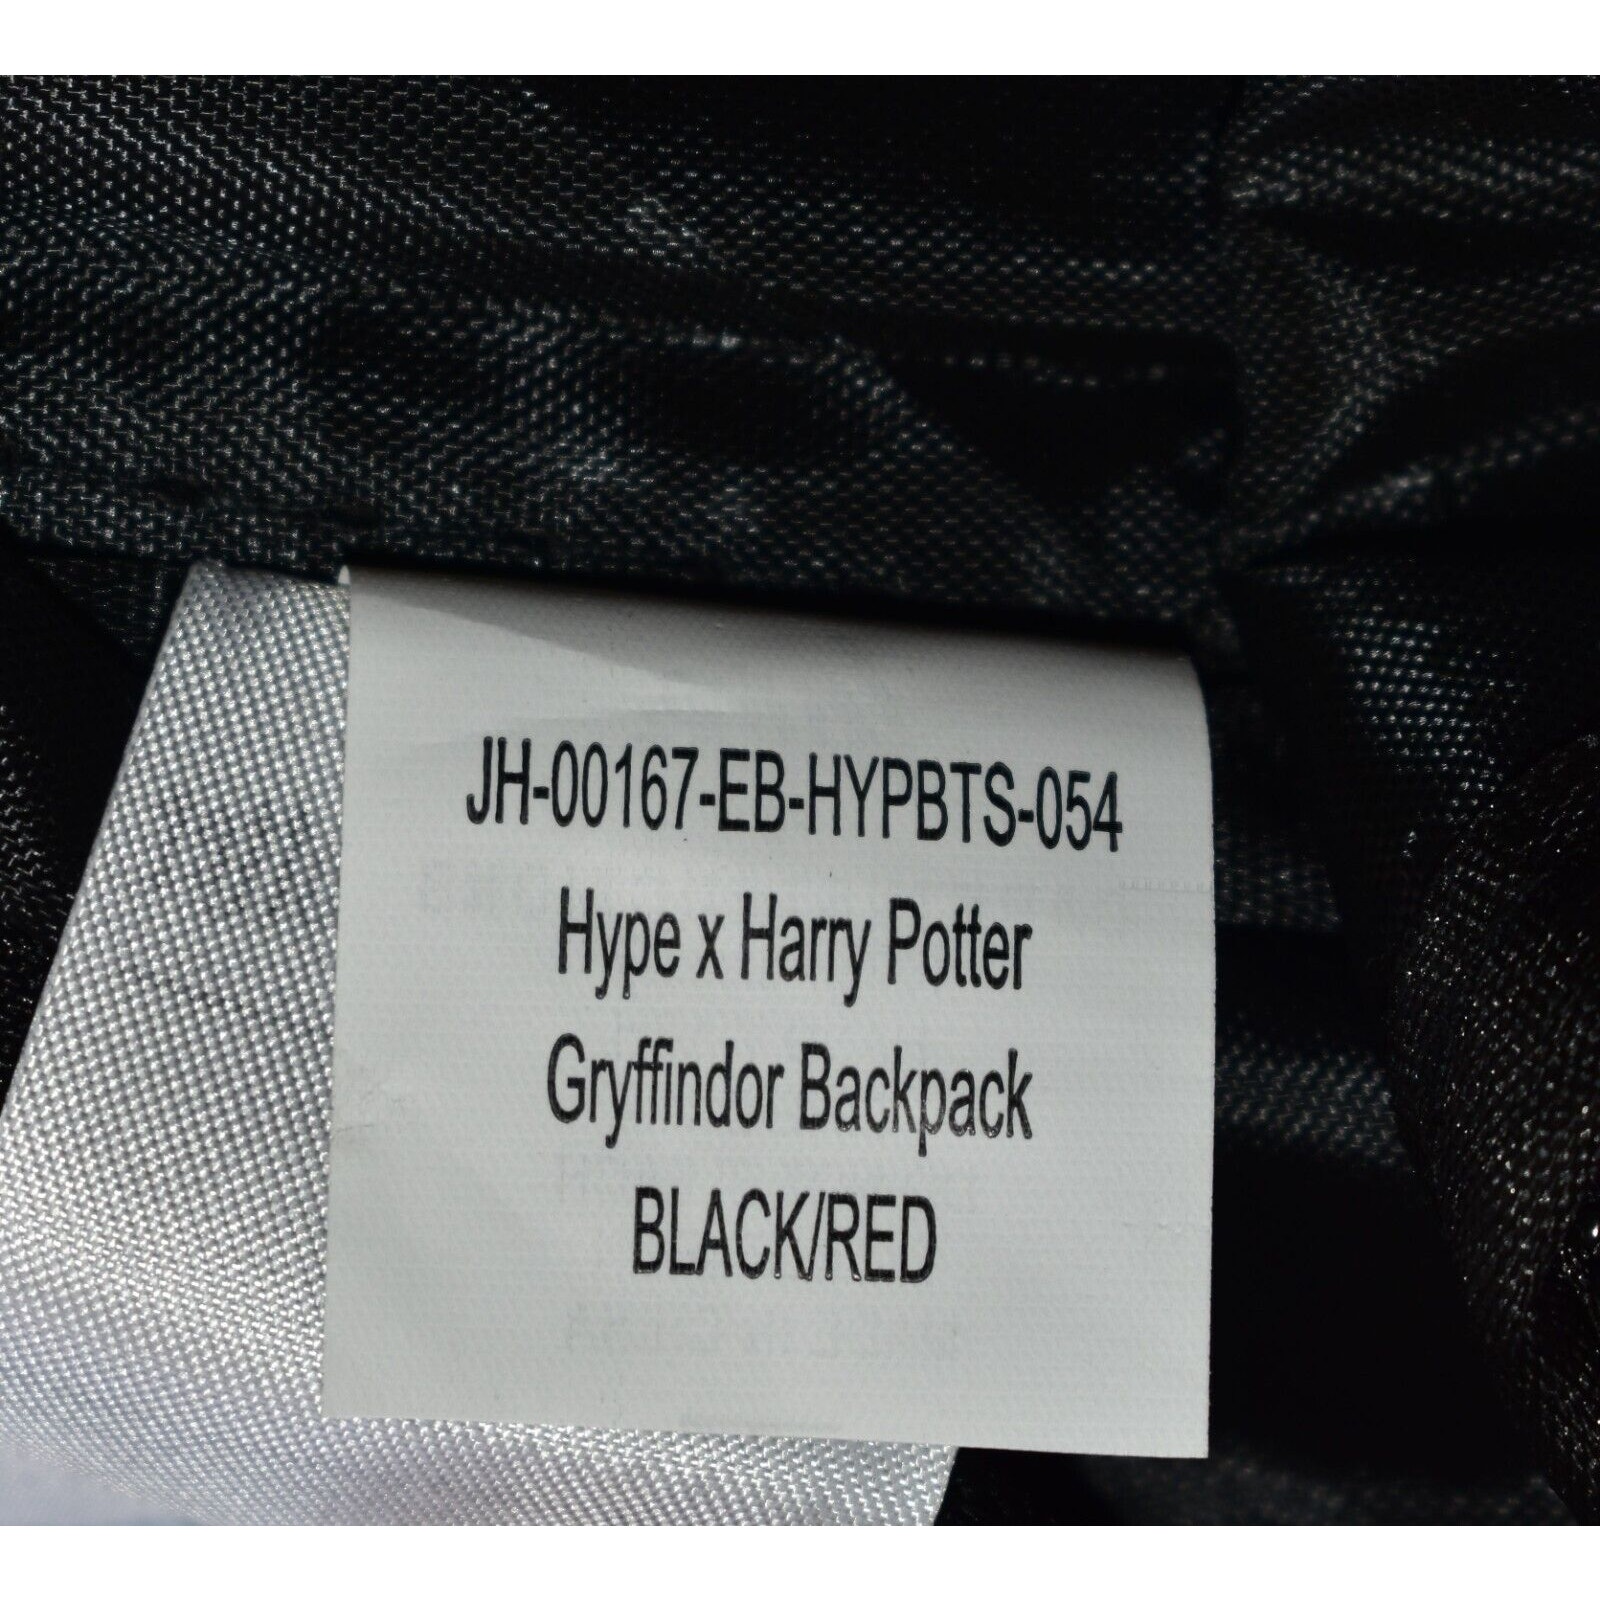 JH-00167-EB-HYPBTS-054
Hype x Harry Potter
Gryffindor Backpack
BLACK/RED